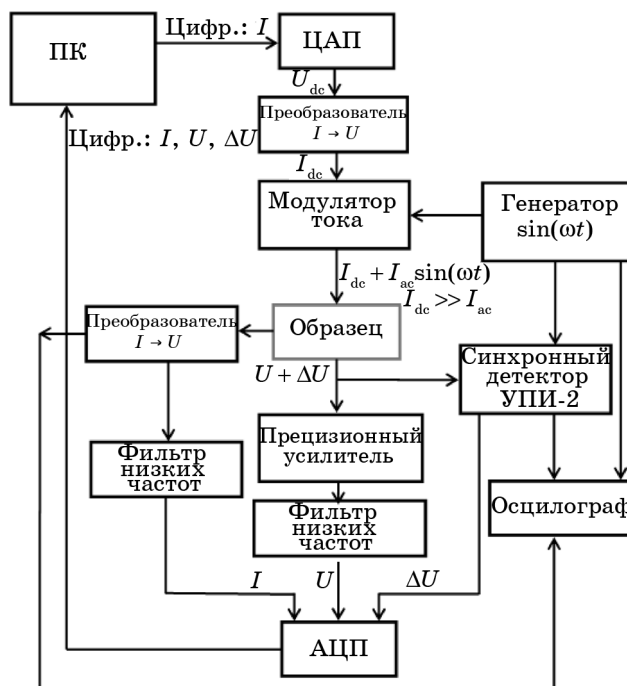 ПК
Цифр.: I
ЦАП
U_dc
Преобразователь
I → U
Цифр.: I, U, ΔU
I_dc
Модулятор
тока
Генератор
sin(ωt)
I_dc + I_ac sin(ωt)
I_dc >> I_ac
Преобразователь
I → U
Образец
U + ΔU
Синхронный
детектор
УПИ-2
Прецизионный
усилитель
Фильтр
низких
частот
Фильтр
низких
частот
Осцилограф
I
U
ΔU
АЦП